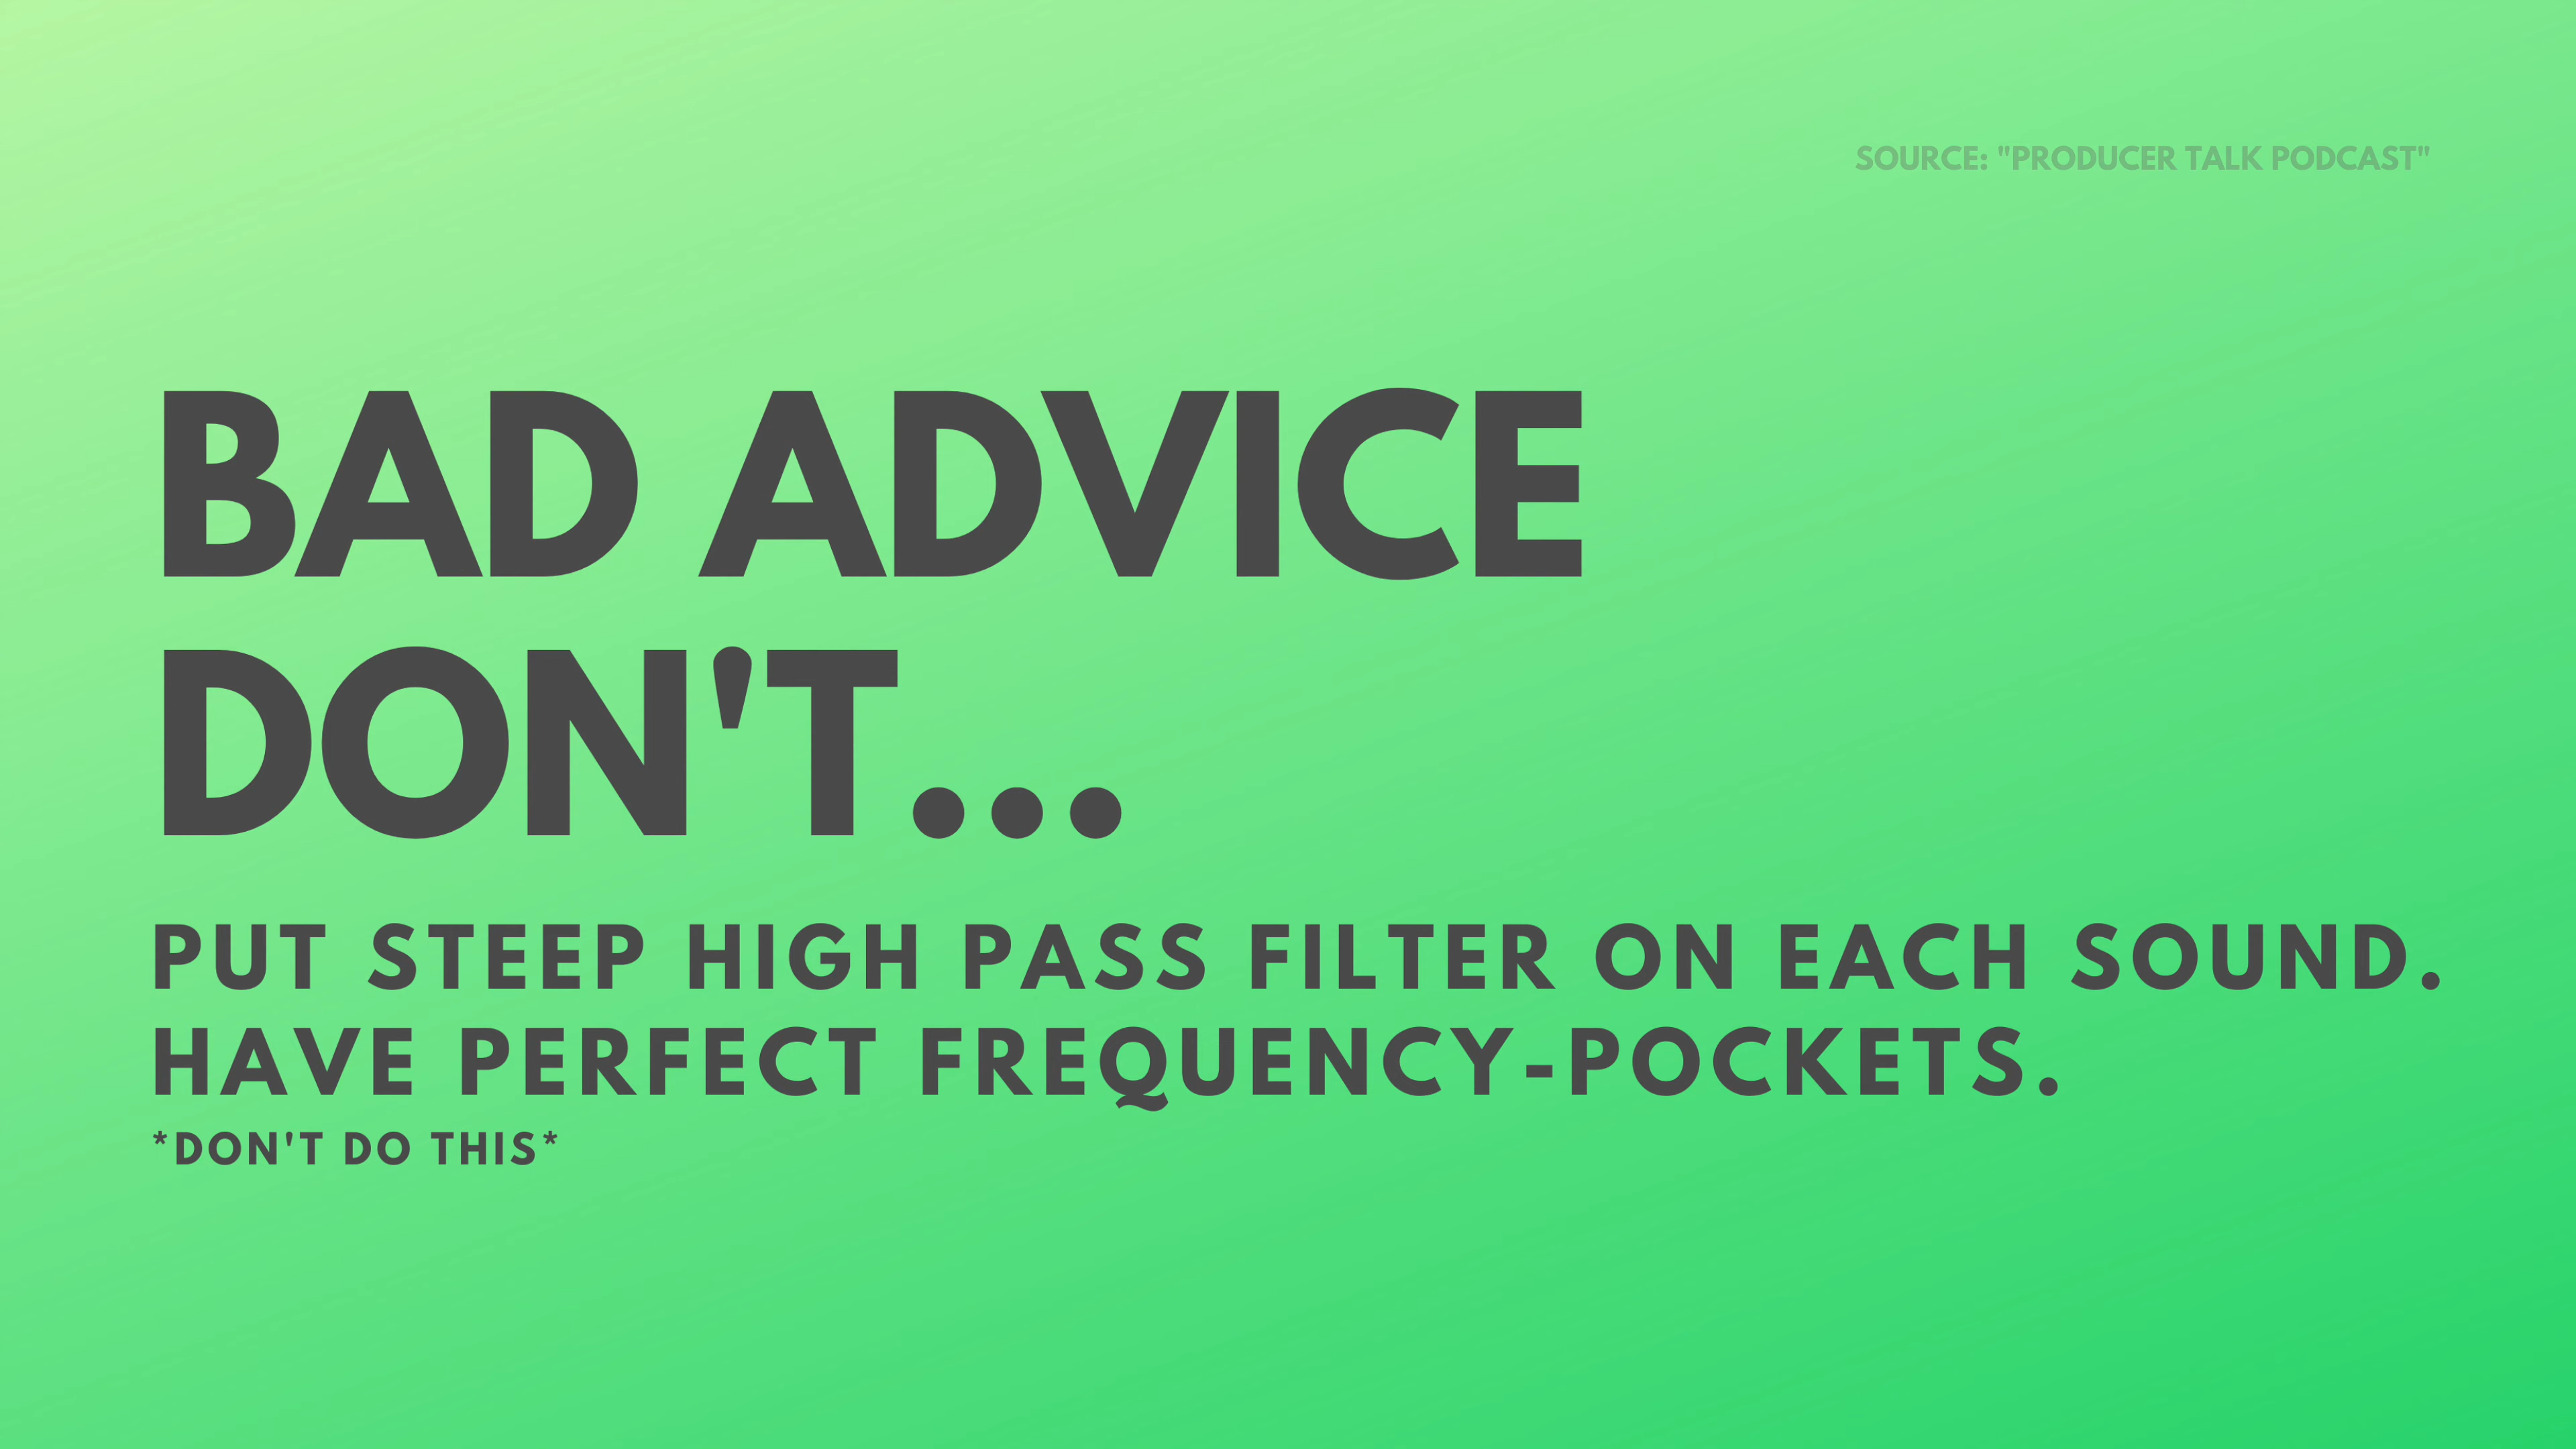 SOURCE: "PRODUCER TALK PODCAST"
BAD ADVICE
DON'T...
PUT STEEP HIGH PASS FILTER ON EACH SOUND.
HAVE PERFECT FREQUENCY-POCKETS.
*DON'T DO THIS*